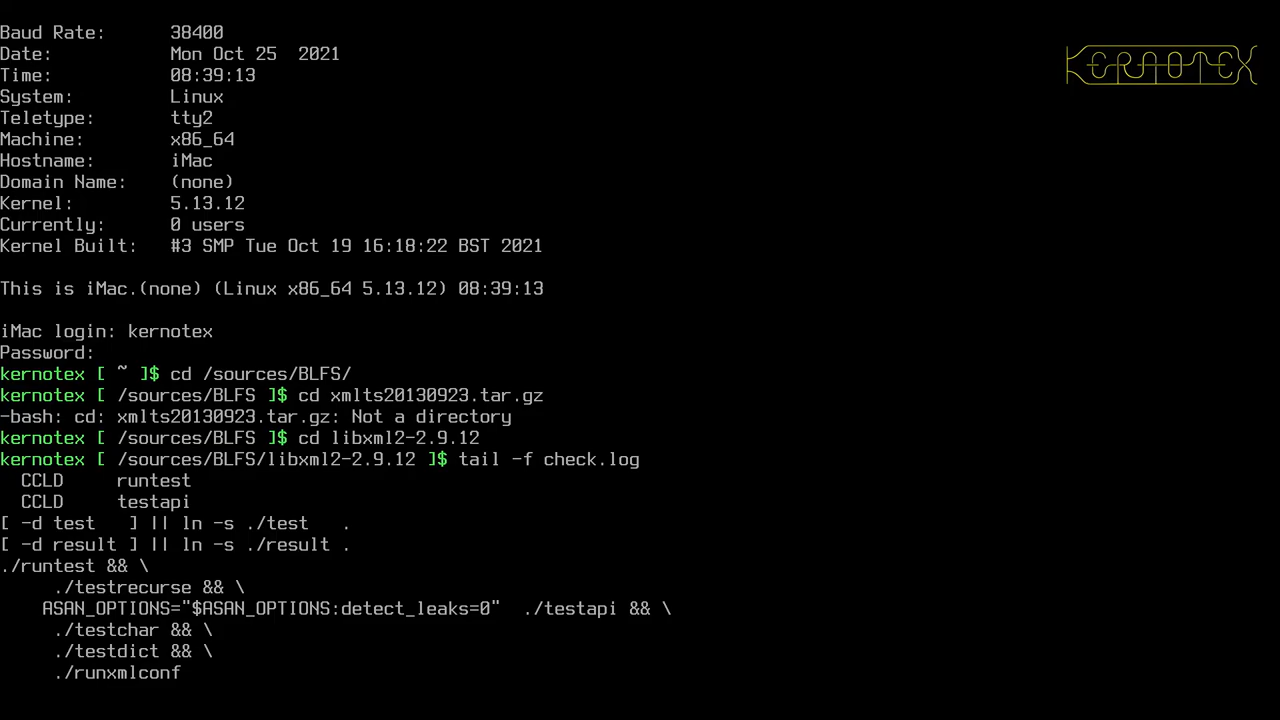 Baud Rate:      38400
Date:           Mon Oct 25  2021
Time:           08:39:13
System:         Linux
Teletype:       tty2
Machine:        x86_64
Hostname:       iMac
Domain Name:    (none)
Kernel:         5.13.12
Currently:      0 users
Kernel Built:   #3 SMP Tue Oct 19 16:18:22 BST 2021
This is iMac.(none) (Linux x86_64 5.13.12) 08:39:13
iMac login: kernotex
Password:
kernotex [ ~ ]$ cd /sources/BLFS/
kernotex [ /sources/BLFS ]$ cd xmlts20130923.tar.gz
-bash: cd: xmlts20130923.tar.gz: Not a directory
kernotex [ /sources/BLFS ]$ cd libxml2-2.9.12
kernotex [ /sources/BLFS/libxml2-2.9.12 ]$ tail -f check.log
  CCLD     runtest
  CCLD     testapi
[ -d test   ] || ln -s ./test   .
[ -d result ] || ln -s ./result .
./runtest && \
     ./testrecurse && \
    ASAN_OPTIONS="$ASAN_OPTIONS:detect_leaks=0"  ./testapi && \
     ./testchar && \
     ./testdict && \
     ./runxmlconf
KERNOTEX